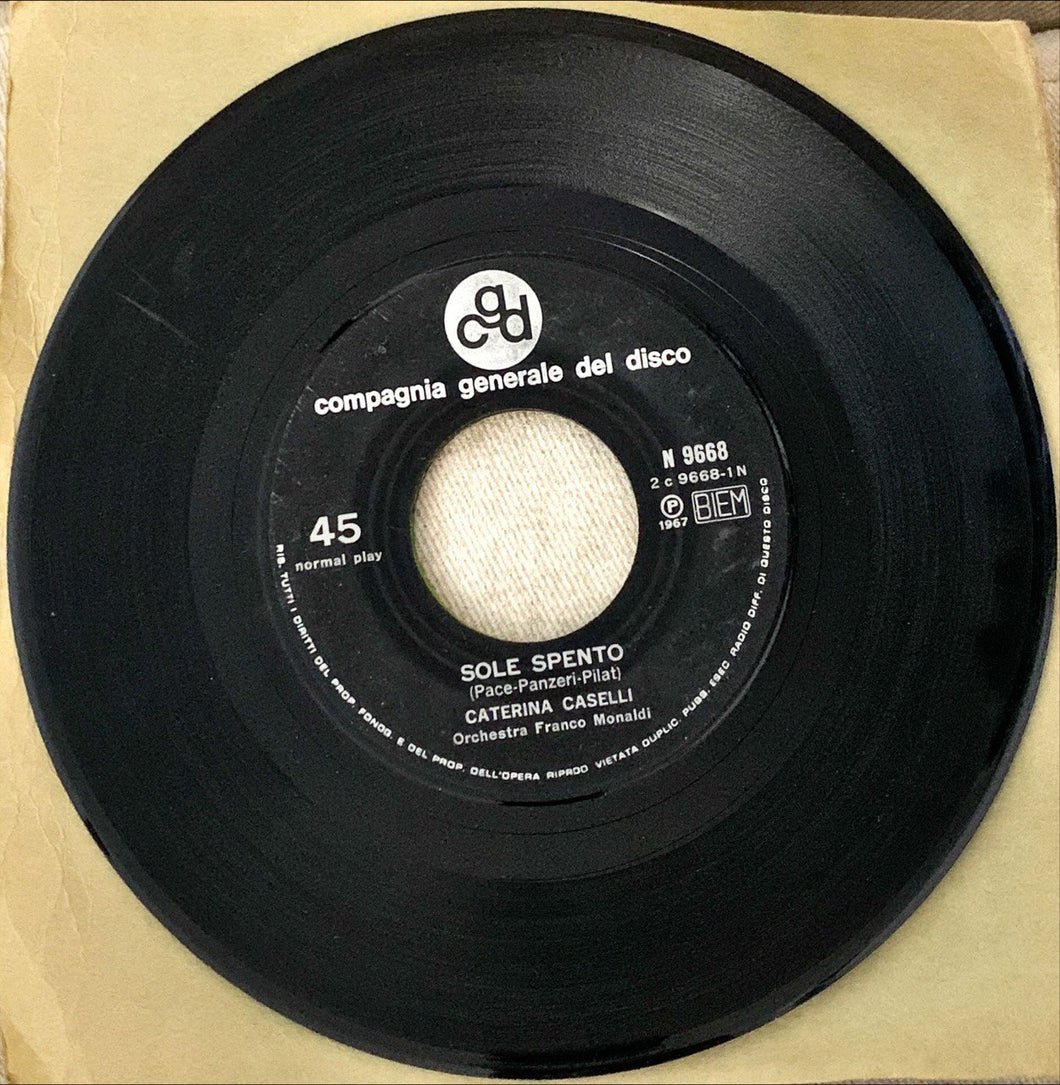 cgd
compagnia generale del disco
N 9668
2 c 9668-1 N
P BIEM
1967
45
normal play
SOLE SPENTO
(Pace-Panzeri-Pilat)
CATERINA CASELLI
Orchestra Franco Monaldi
RIS. TUTTI I DIRITTI DEL PROP. FONOG. E DEL PROP. DELL'OPERA RIPROD VIETATA DUPLIC. PUBB. ESEC RADIO DIFF. DI QUESTO DISCO